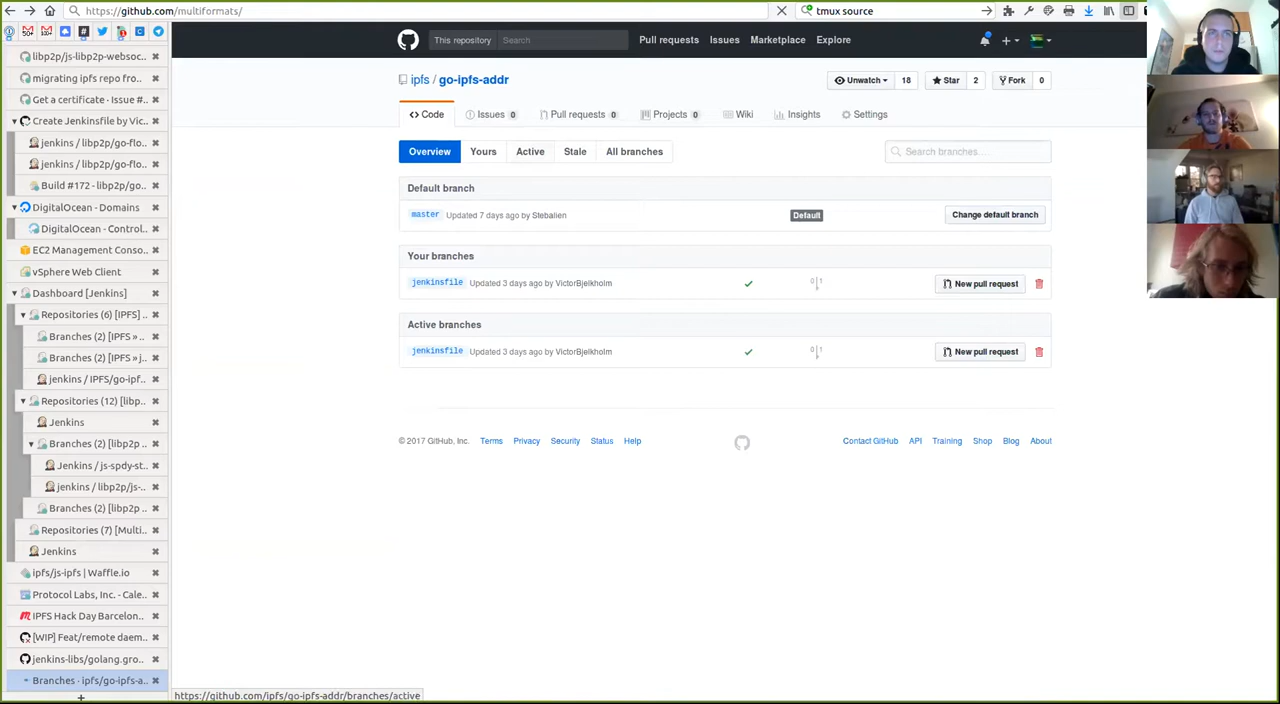 https://github.com/multiformats/
tmux source
libp2p/js-libp2p-websoc...
migrating ipfs repo fro...
Get a certificate · Issue #...
Create Jenkinsfile by Vic...
jenkins / libp2p/go-flo...
jenkins / libp2p/go-flo...
Build #172 - libp2p/go...
DigitalOcean - Domains
DigitalOcean - Control...
EC2 Management Conso...
vSphere Web Client
Dashboard [Jenkins]
Repositories (6) [IPFS] ...
Branches (2) [IPFS » ...
Branches (2) [IPFS » j...
jenkins / IPFS/go-ipf...
Repositories (12) [libp...
Jenkins
Branches (2) [libp2p ...
Jenkins / js-spdy-st...
jenkins / libp2p/js-...
Branches (2) [libp2p ...
Repositories (7) [Multi...
Jenkins
ipfs/js-ipfs | Waffle.io
Protocol Labs, Inc. - Cale...
IPFS Hack Day Barcelon...
[WIP] Feat/remote daem...
jenkins-libs/golang.gro...
Branches · ipfs/go-ipfs-a...
This repository Search Pull requests Issues Marketplace Explore
ipfs / go-ipfs-addr
Unwatch 18 Star 2 Fork 0
Code Issues 0 Pull requests 0 Projects 0 Wiki Insights Settings
Overview Yours Active Stale All branches Search branches...
Default branch
master Updated 7 days ago by Stebalien Default Change default branch
Your branches
jenkinsfile Updated 3 days ago by VictorBjelkholm 0 1 New pull request
Active branches
jenkinsfile Updated 3 days ago by VictorBjelkholm 0 1 New pull request
© 2017 GitHub, Inc. Terms Privacy Security Status Help Contact GitHub API Training Shop Blog About
https://github.com/ipfs/go-ipfs-addr/branches/active